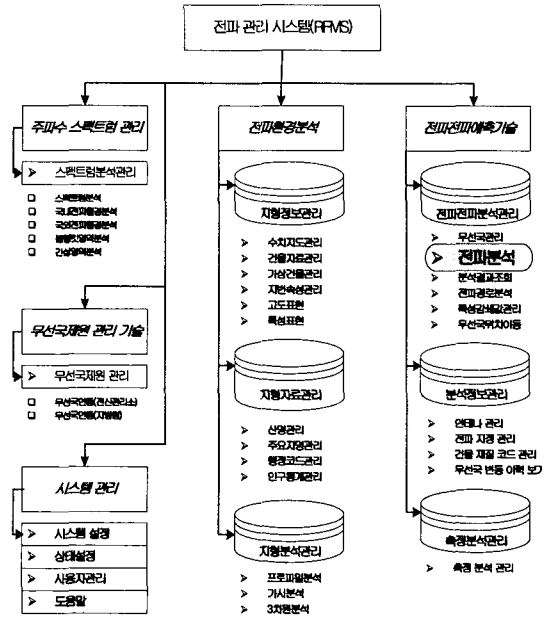 전파 관리 시스템(RFMS)
주파수 스펙트럼 관리
스펙트럼분석관리
스펙트럼분석
국내전파환경분석
국외전파환경분석
간섭영역분석
무선국제원 관리 기술
무선국제원 관리
무선국연동(전신관리소)
무선국연동(지방청)
시스템 관리
시스템 설정
상태설정
사용자관리
도움말
전파환경분석
지형정보관리
수치지도관리
건물자료관리
가상건물관리
지반속성관리
고도표현
특성표현
지형자료관리
산명관리
주요지명관리
행정코드관리
인구통계관리
지형분석관리
프로파일분석
가시분석
3차원분석
전파전파예측기술
전파전파분석관리
무선국관리
전파분석
분석결과조회
전파경로분석
특성감쇄값관리
무선국위치이동
분석정보관리
안테나 관리
전파 지정 관리
건물 재질 코드 관리
무선국 변동 이력 보기
측정분석관리
측정 분석 관리